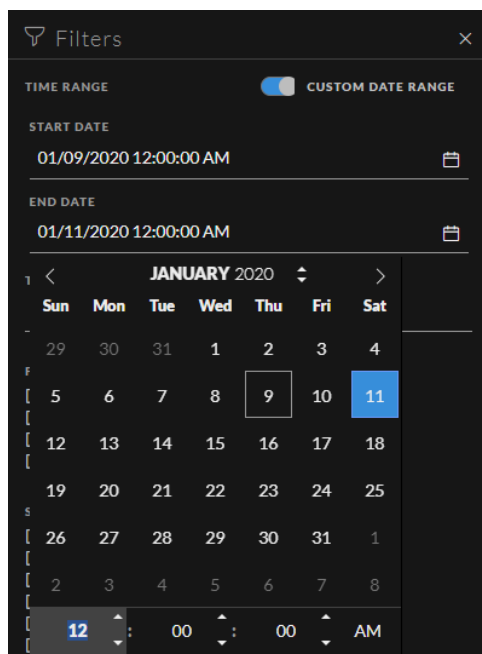 Filters
TIME RANGE CUSTOM DATE RANGE
START DATE
01/09/2020 12:00:00 AM
END DATE
01/11/2020 12:00:00 AM
JANUARY 2020
Sun Mon Tue Wed Thu Fri Sat
29 30 31 1 2 3 4
5 6 7 8 9 10 11
12 13 14 15 16 17 18
19 20 21 22 23 24 25
26 27 28 29 30 31 1
2 3 4 5 6 7 8
12 : 00 : 00 AM